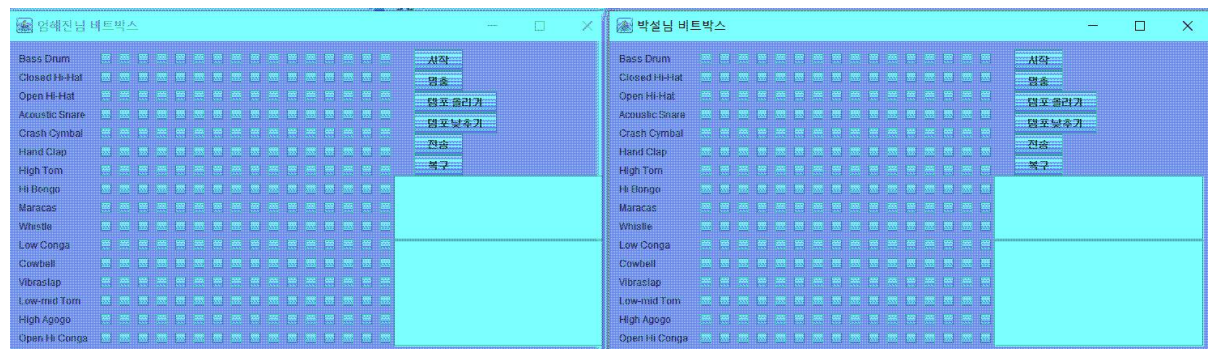 엄혜진님 비트박스
Bass Drum
Closed Hi-Hat
Open Hi-Hat
Acoustic Snare
Crash Cymbal
Hand Clap
High Tom
Hi Bongo
Maracas
Whistle
Low Conga
Cowbell
Vibraslap
Low-mid Tom
High Agogo
Open Hi Conga
시작
멈춤
템포 올리기
템포 낮추기
전송
복구
박설님 비트박스
Bass Drum
Closed Hi-Hat
Open Hi-Hat
Acoustic Snare
Crash Cymbal
Hand Clap
High Tom
Hi Bongo
Maracas
Whistle
Low Conga
Cowbell
Vibraslap
Low-mid Tom
High Agogo
Open Hi Conga
시작
멈춤
템포 올리기
템포 낮추기
전송
복구